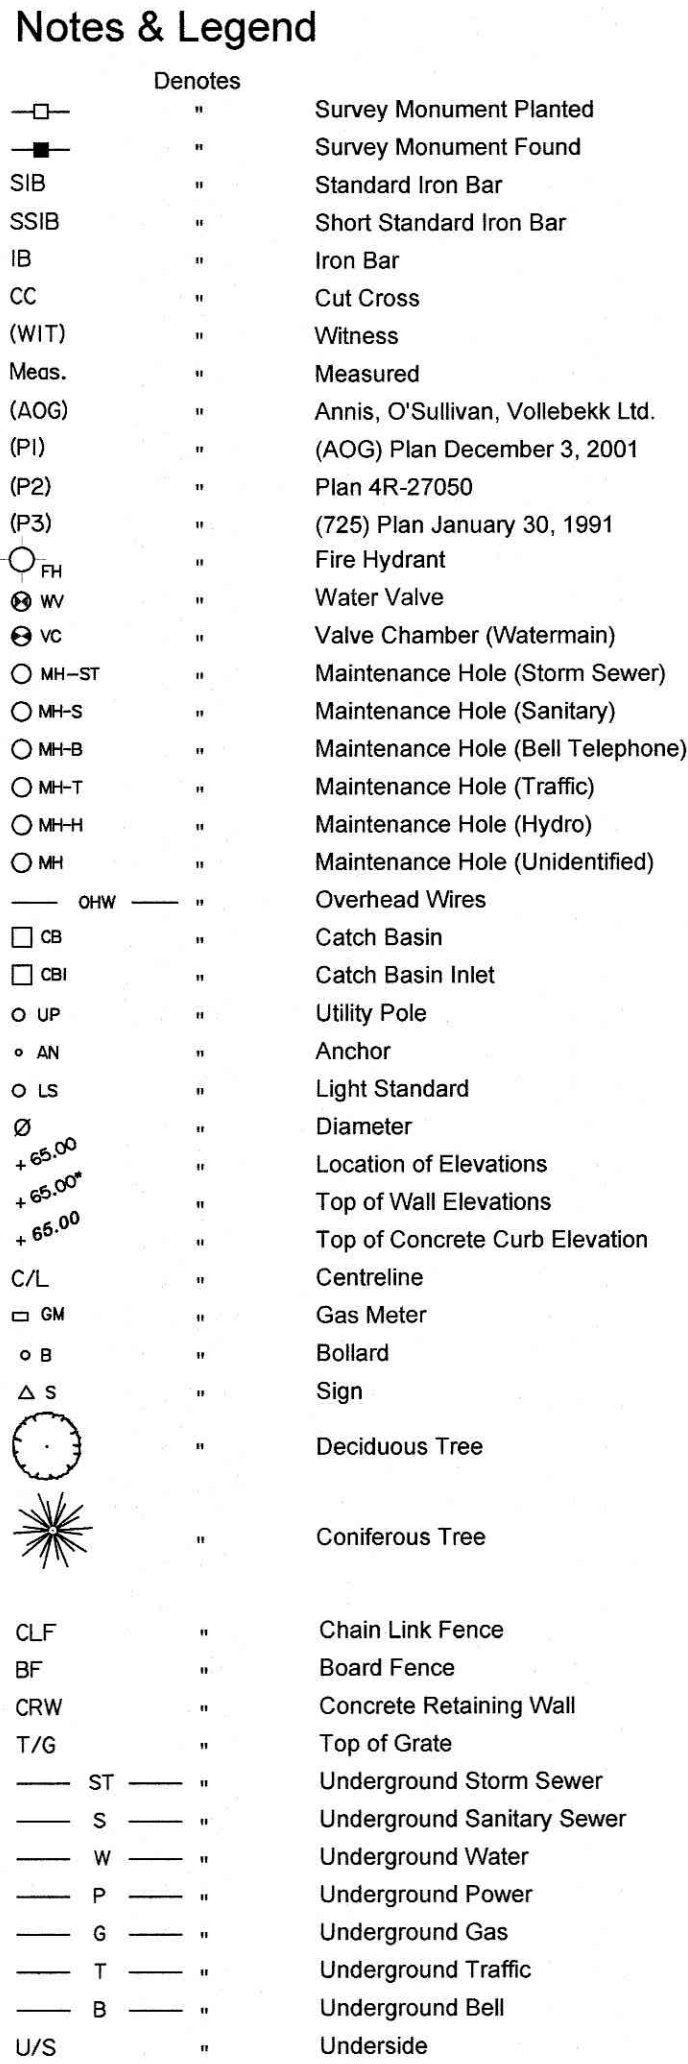 Notes & Legend
Denotes
" Survey Monument Planted
" Survey Monument Found
SIB " Standard Iron Bar
SSIB " Short Standard Iron Bar
IB " Iron Bar
CC " Cut Cross
(WIT) " Witness
Meas. " Measured
(AOG) " Annis, O'Sullivan, Vollebekk Ltd.
(P1) " (AOG) Plan December 3, 2001
(P2) " Plan 4R-27050
(P3) " (725) Plan January 30, 1991
FH " Fire Hydrant
WV " Water Valve
VC " Valve Chamber (Watermain)
MH-ST " Maintenance Hole (Storm Sewer)
MH-S " Maintenance Hole (Sanitary)
MH-B " Maintenance Hole (Bell Telephone)
MH-T " Maintenance Hole (Traffic)
MH-H " Maintenance Hole (Hydro)
MH " Maintenance Hole (Unidentified)
OHW " Overhead Wires
CB " Catch Basin
CBI " Catch Basin Inlet
UP " Utility Pole
AN " Anchor
LS " Light Standard
Ø " Diameter
+ 65.00 " Location of Elevations
+ 65.00* " Top of Wall Elevations
+ 65.00 " Top of Concrete Curb Elevation
C/L " Centreline
GM " Gas Meter
B " Bollard
S " Sign
" Deciduous Tree
" Coniferous Tree
CLF " Chain Link Fence
BF " Board Fence
CRW " Concrete Retaining Wall
T/G " Top of Grate
ST " Underground Storm Sewer
S " Underground Sanitary Sewer
W " Underground Water
P " Underground Power
G " Underground Gas
T " Underground Traffic
B " Underground Bell
U/S " Underside